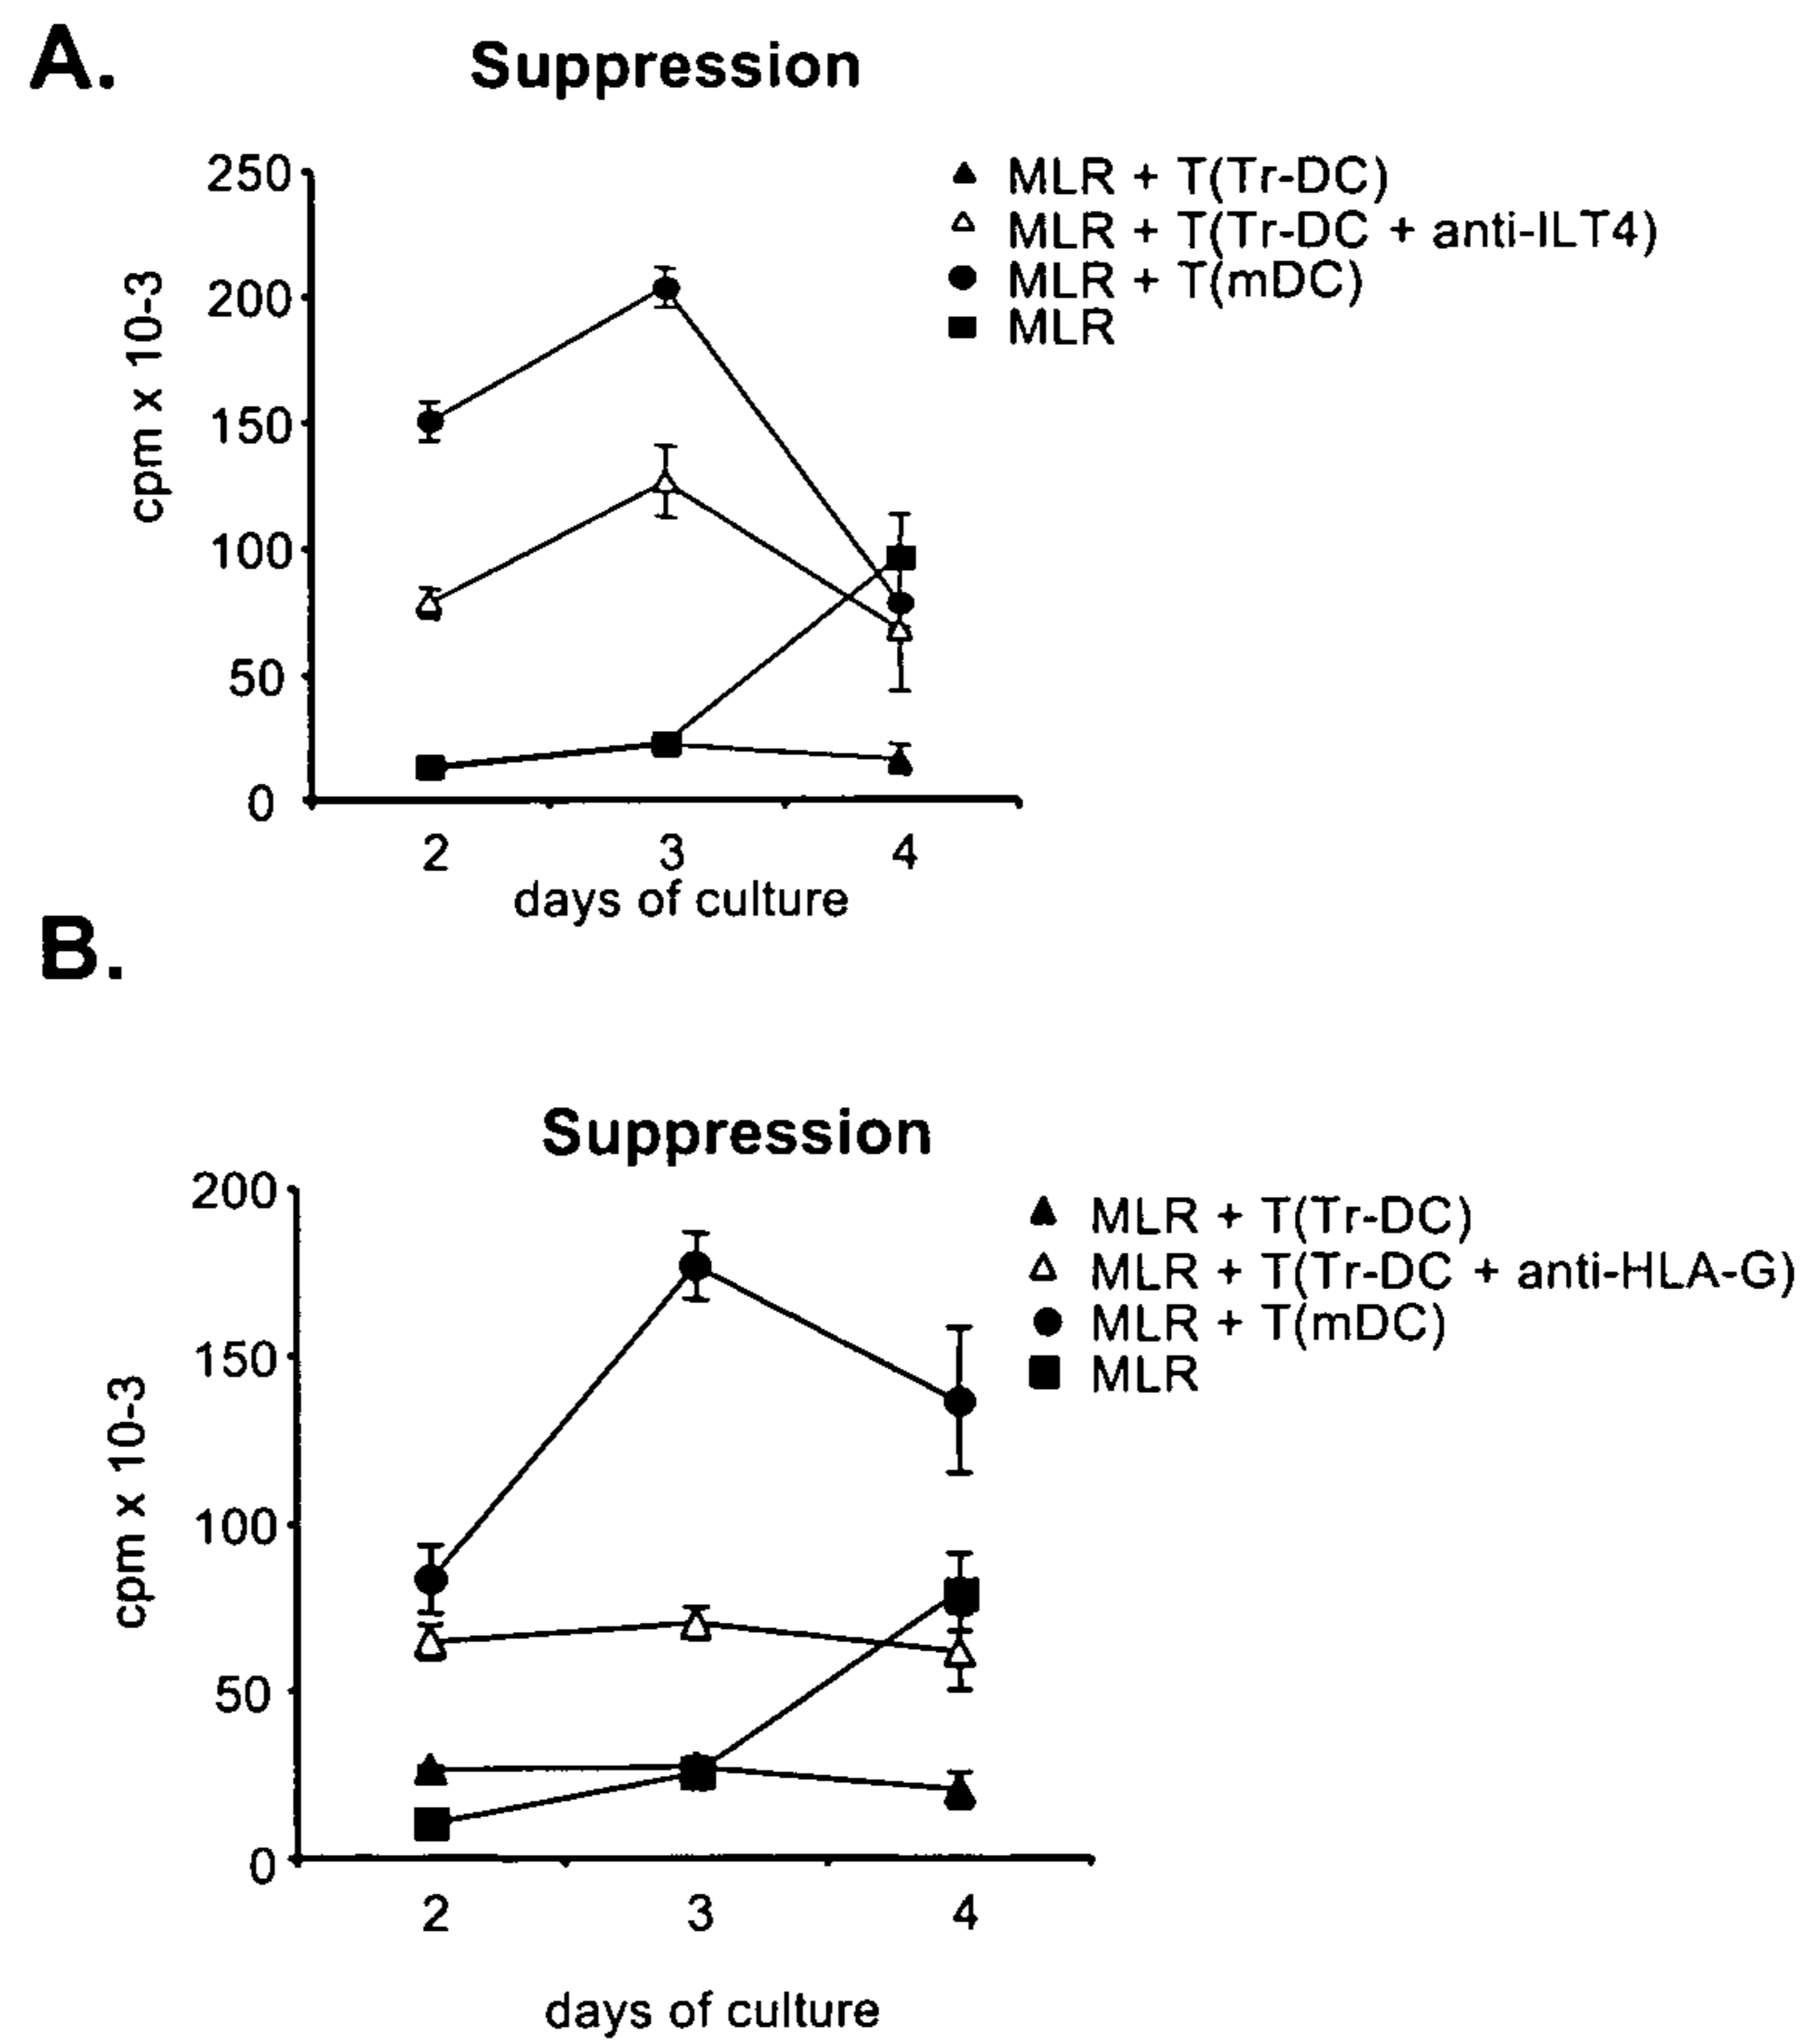 A.
Suppression
250
200
150
100
50
0
cpm x 10-3
2
3
4
days of culture
MLR + T(Tr-DC)
MLR + T(Tr-DC + anti-ILT4)
MLR + T(mDC)
MLR
B.
Suppression
200
150
100
50
0
cpm x 10-3
2
3
4
days of culture
MLR + T(Tr-DC)
MLR + T(Tr-DC + anti-HLA-G)
MLR + T(mDC)
MLR